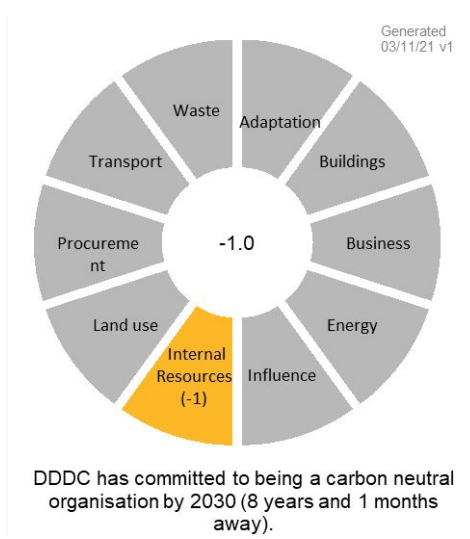 Generated
03/11/21 v1
Waste
Adaptation
Transport
Buildings
Procureme
nt
-1.0
Business
Land use
Energy
Internal
Resources
(-1)
Influence
DDDC has committed to being a carbon neutral
organisation by 2030 (8 years and 1 months
away).